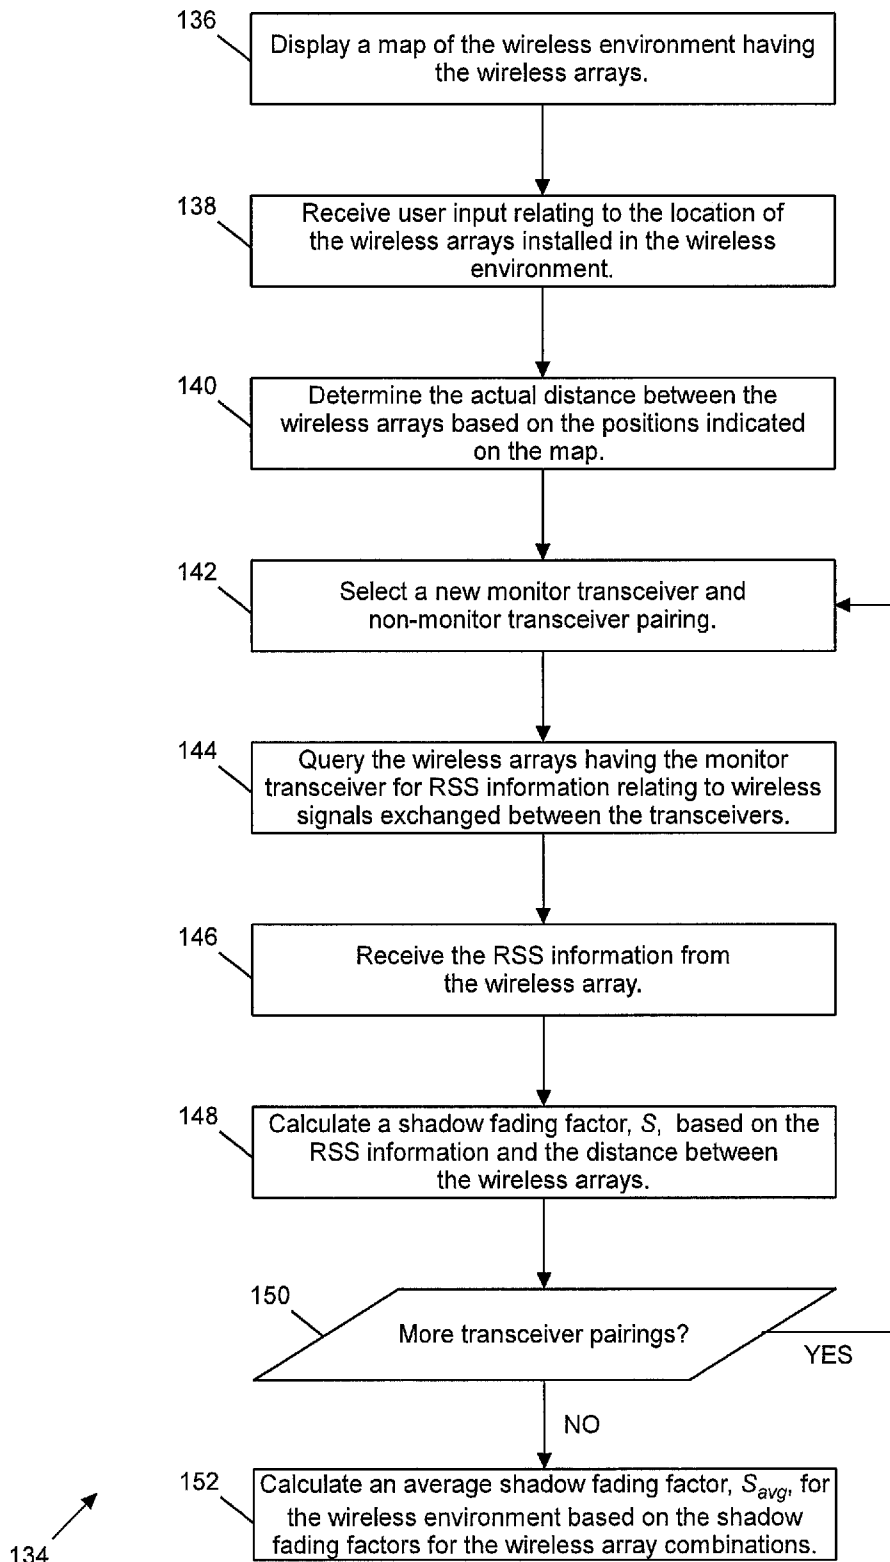 136
Display a map of the wireless environment having
the wireless arrays.
138
Receive user input relating to the location of
the wireless arrays installed in the wireless
environment.
140
Determine the actual distance between the
wireless arrays based on the positions indicated
on the map.
142
Select a new monitor transceiver and
non-monitor transceiver pairing.
144
Query the wireless arrays having the monitor
transceiver for RSS information relating to wireless
signals exchanged between the transceivers.
146
Receive the RSS information from
the wireless array.
148
Calculate a shadow fading factor, S, based on the
RSS information and the distance between
the wireless arrays.
150
More transceiver pairings?
YES
NO
152
Calculate an average shadow fading factor, Savg, for
the wireless environment based on the shadow
fading factors for the wireless array combinations.
134